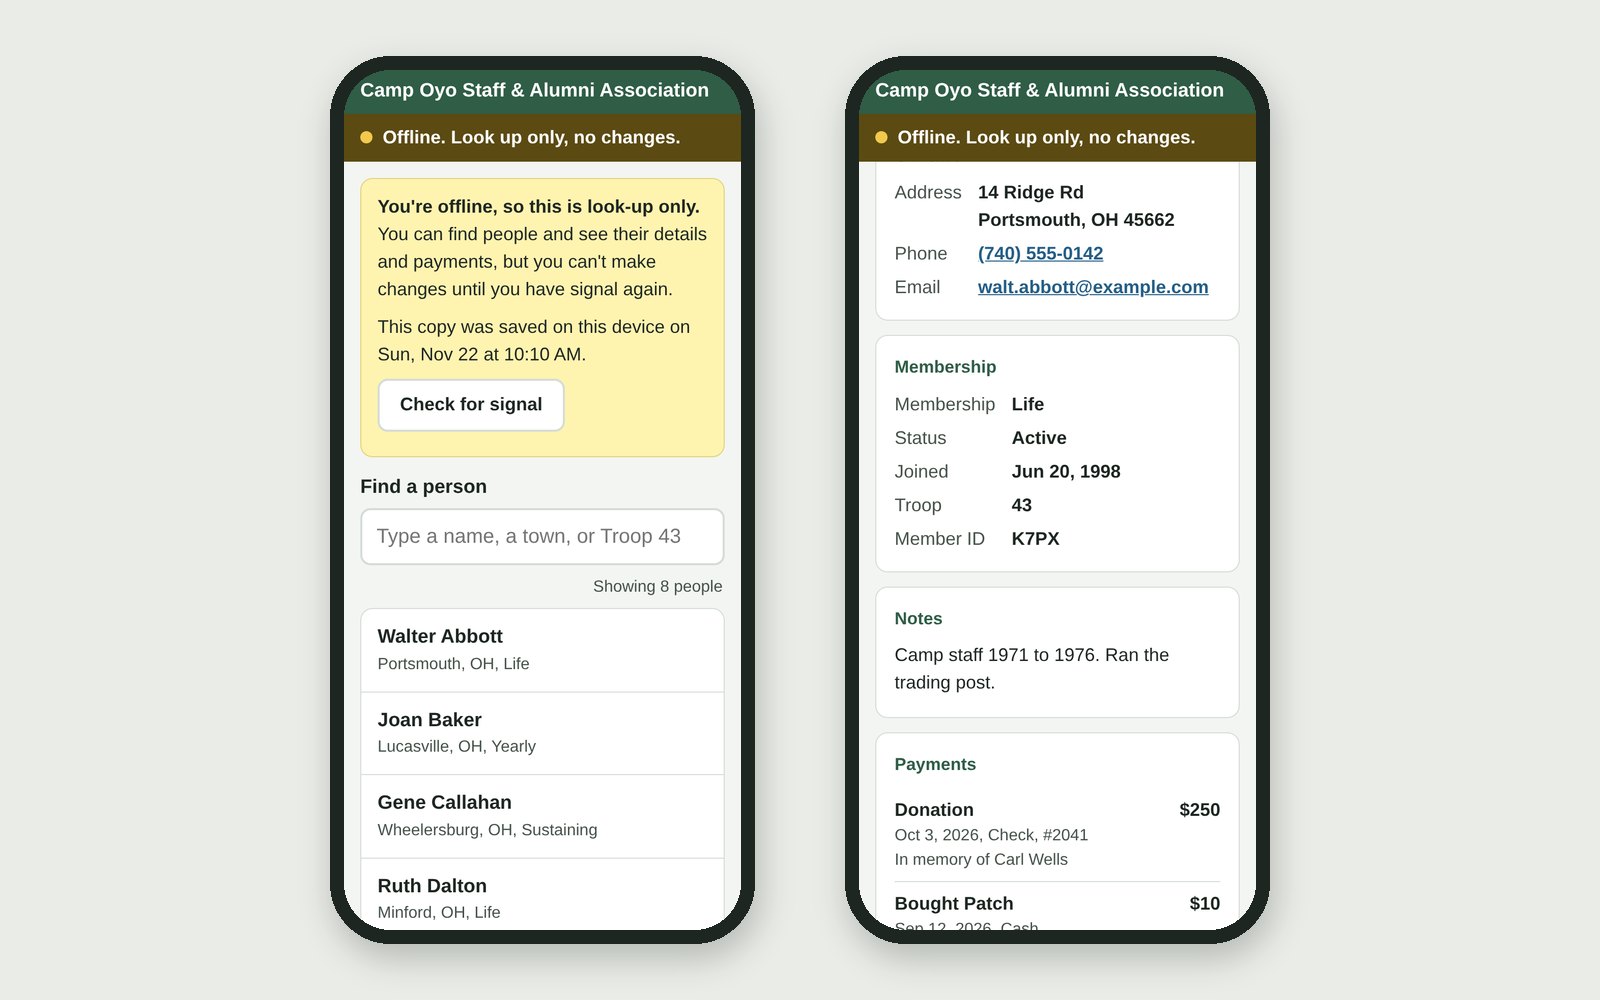 Camp Oyo Staff & Alumni Association
Offline. Look up only, no changes.
You're offline, so this is look-up only.
You can find people and see their details
and payments, but you can't make
changes until you have signal again.
This copy was saved on this device on
Sun, Nov 22 at 10:10 AM.
Check for signal
Find a person
Type a name, a town, or Troop 43
Showing 8 people
Walter Abbott
Portsmouth, OH, Life
Joan Baker
Lucasville, OH, Yearly
Gene Callahan
Wheelersburg, OH, Sustaining
Ruth Dalton
Minford, OH, Life
Camp Oyo Staff & Alumni Association
Offline. Look up only, no changes.
Address 14 Ridge Rd
Portsmouth, OH 45662
Phone (740) 555-0142
Email walt.abbott@example.com
Membership
Membership Life
Status Active
Joined Jun 20, 1998
Troop 43
Member ID K7PX
Notes
Camp staff 1971 to 1976. Ran the
trading post.
Payments
Donation $250
Oct 3, 2026, Check, #2041
In memory of Carl Wells
Bought Patch $10
Sep 12, 2026, Cash